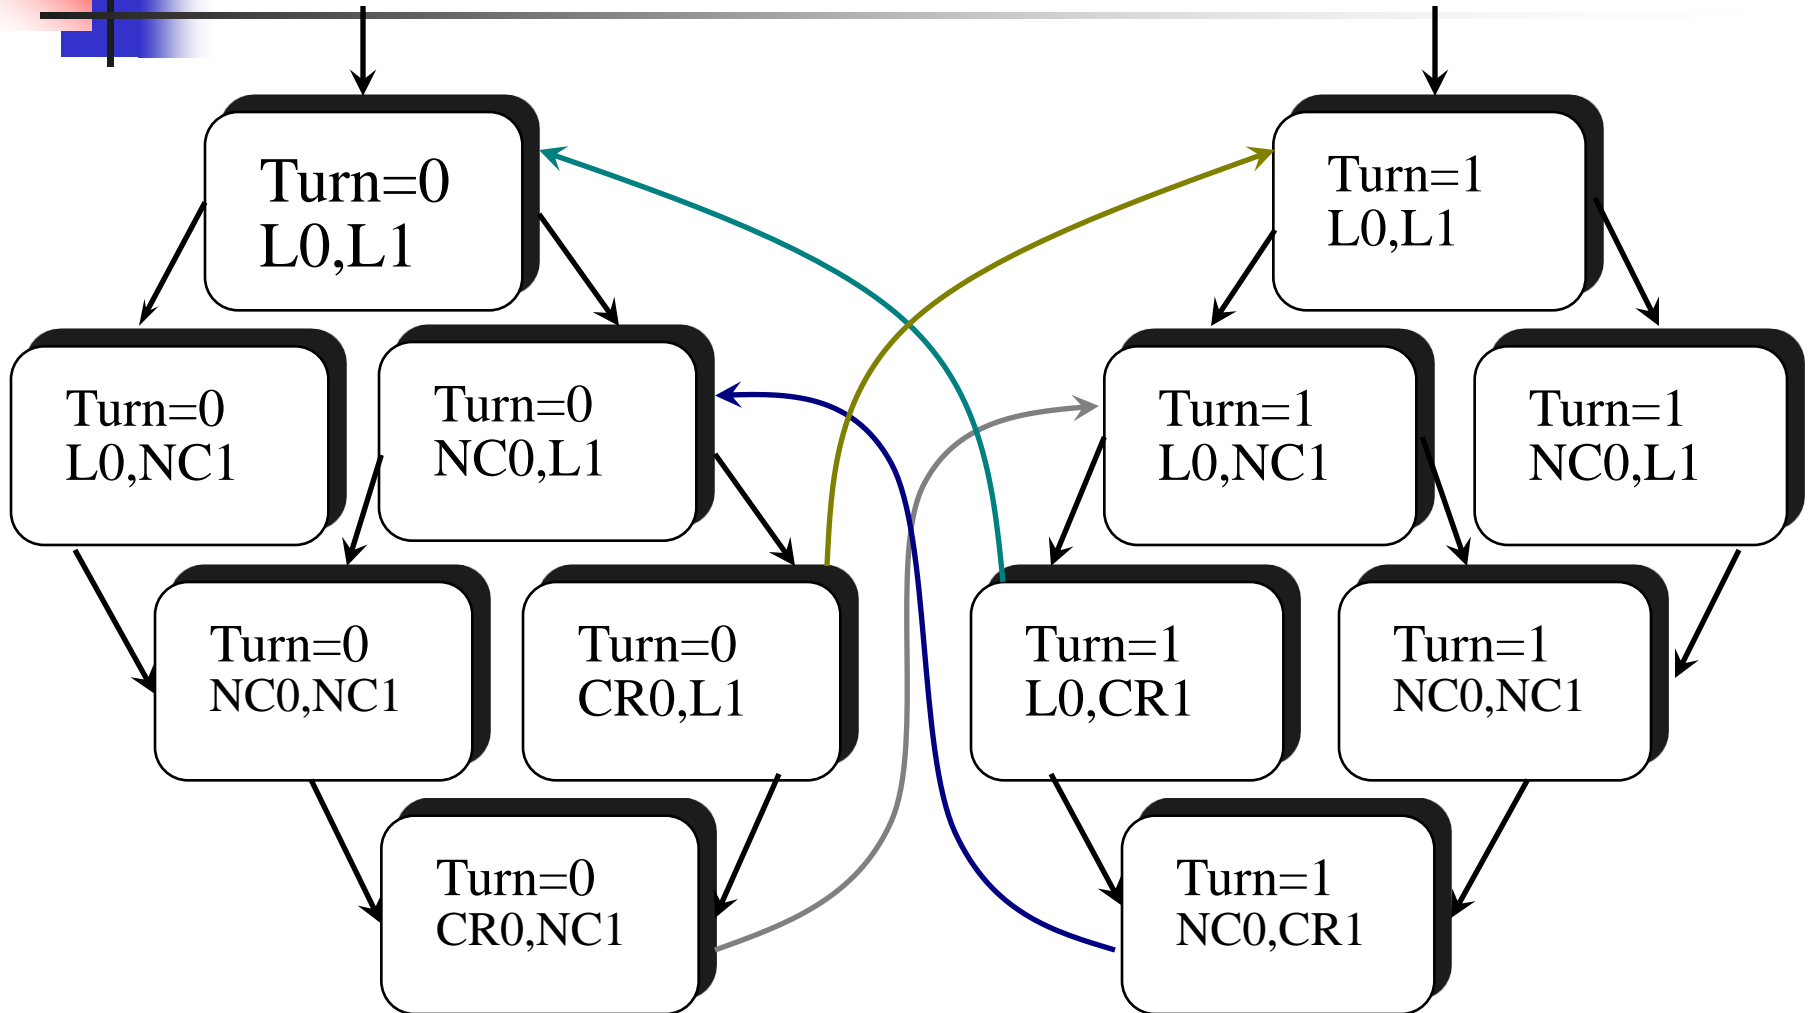 Turn=0
L0,L1
Turn=1
L0,L1
Turn=0
L0,NC1
Turn=0
NC0,L1
Turn=1
L0,NC1
Turn=1
NC0,L1
Turn=0
NC0,NC1
Turn=0
CR0,L1
Turn=1
L0,CR1
Turn=1
NC0,NC1
Turn=0
CR0,NC1
Turn=1
NC0,CR1